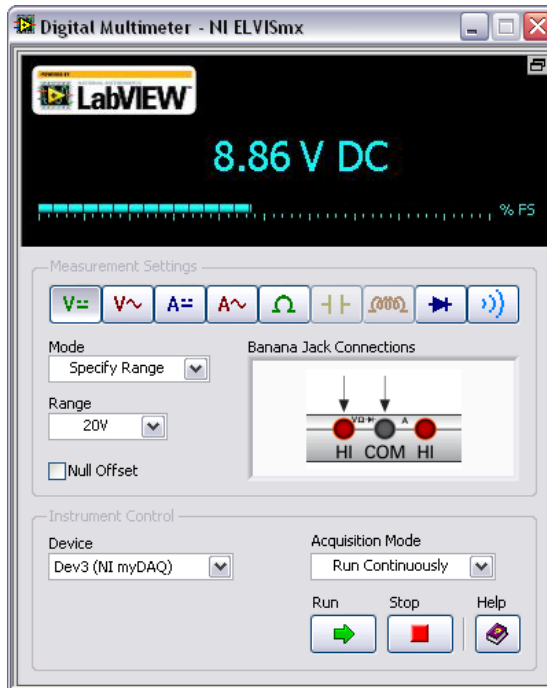 Digital Multimeter - NI ELVISmx
LabVIEW
8.86 V DC
% FS
Measurement Settings
V
V
A
A
Ω
Mode
Specify Range
Range
20V
Null Offset
Banana Jack Connections
VΩ A
HI COM HI
Instrument Control
Device
Dev3 (NI myDAQ)
Acquisition Mode
Run Continuously
Run Stop Help